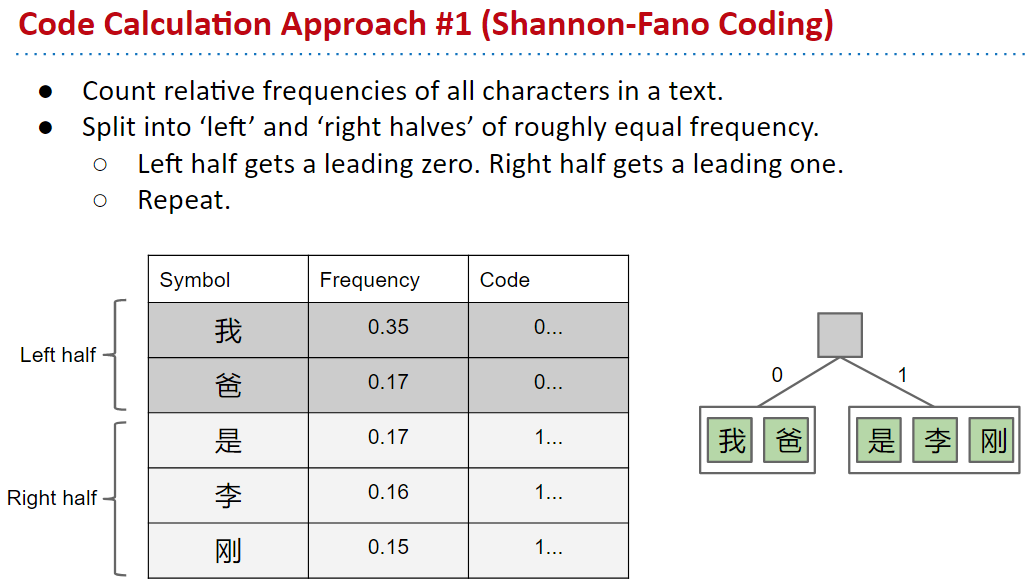 Code Calculation Approach #1 (Shannon-Fano Coding)
● Count relative frequencies of all characters in a text.
● Split into ‘left’ and ‘right halves’ of roughly equal frequency.
○ Left half gets a leading zero. Right half gets a leading one.
○ Repeat.
Symbol Frequency Code
我 0.35 0...
爸 0.17 0...
是 0.17 1...
李 0.16 1...
刚 0.15 1...
Left half
Right half
0 1
我 爸 是 李 刚